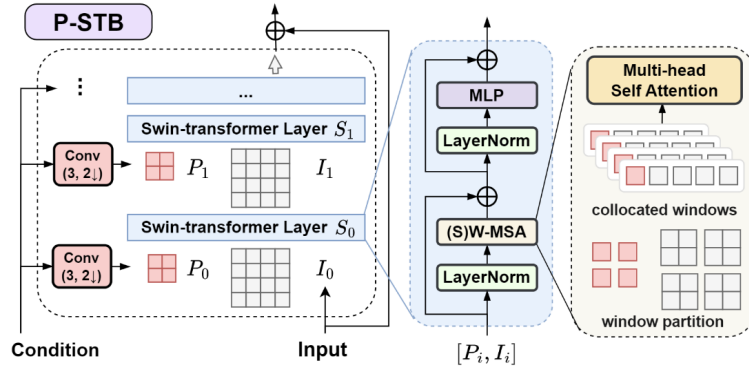 P-STB
...
...
Swin-transformer Layer S₁
Conv
(3, 2↓)
P₁
I₁
Swin-transformer Layer S₀
Conv
(3, 2↓)
P₀
I₀
Condition
Input
MLP
LayerNorm
(S)W-MSA
LayerNorm
[Pᵢ, Iᵢ]
Multi-head
Self Attention
collocated windows
window partition